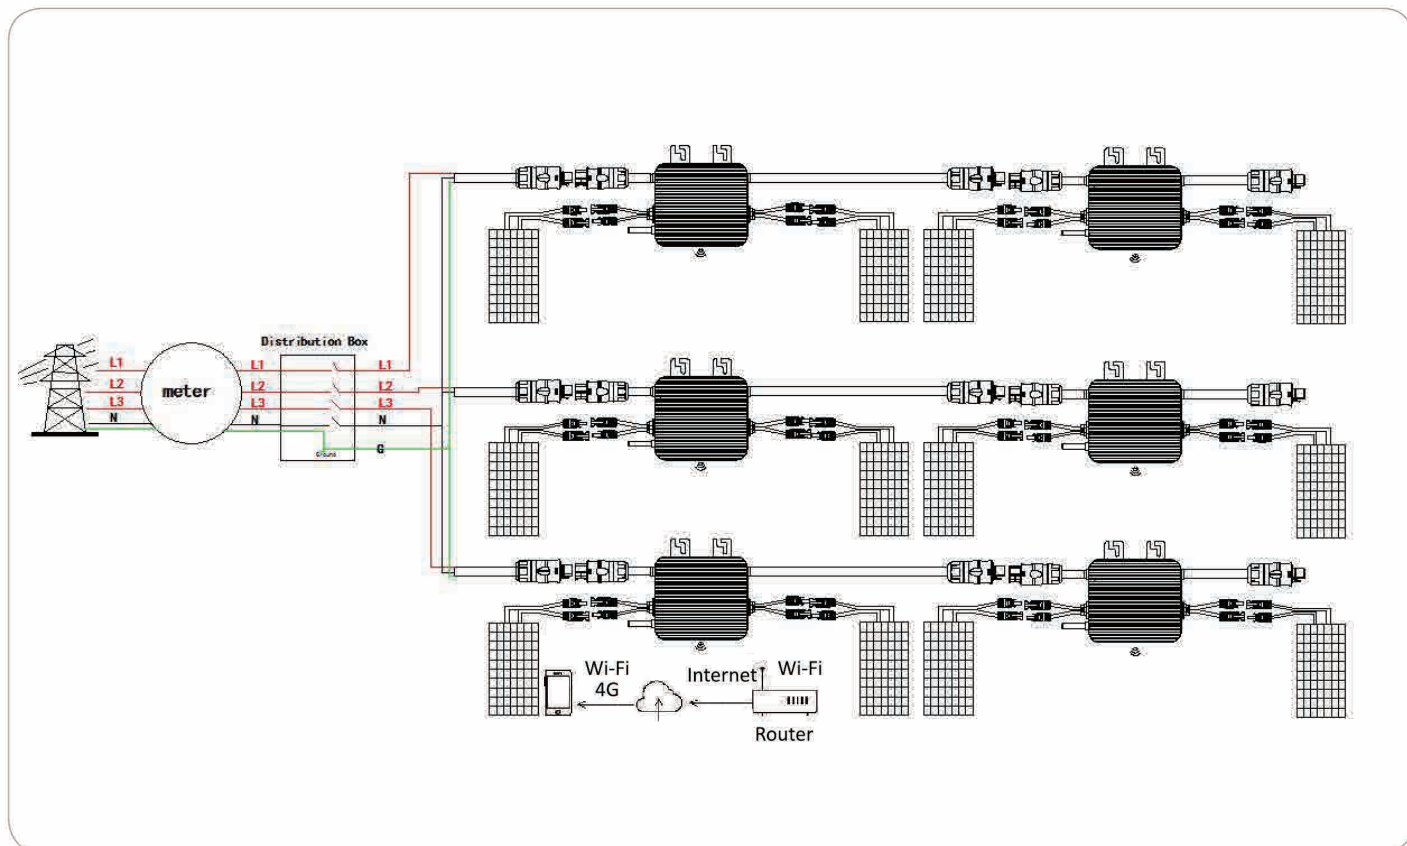 Distribution Box
L1 L1 L1
L2 L2 L2
L3 L3 L3
N N N
meter
G
Ground
Wi-Fi
4G
Internet
Wi-Fi
Router